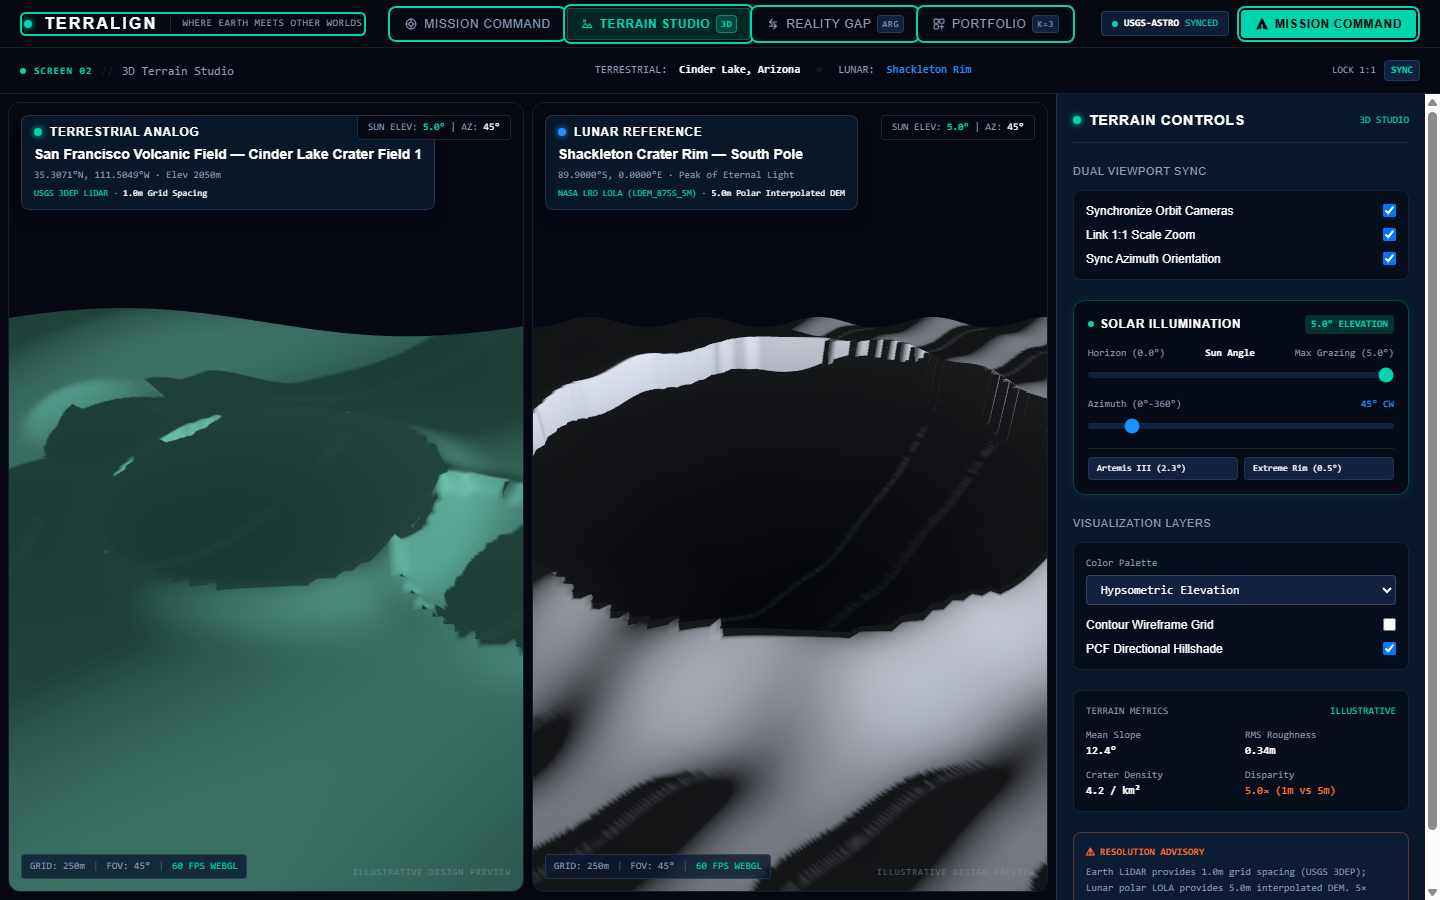 TERRALIGN WHERE EARTH MEETS OTHER WORLDS
MISSION COMMAND
TERRAIN STUDIO 3D
REALITY GAP ARG
PORTFOLIO K=3
USGS-ASTRO SYNCED
MISSION COMMAND
SCREEN 02 // 3D Terrain Studio
TERRESTRIAL: Cinder Lake, Arizona
LUNAR: Shackleton Rim
LOCK 1:1 SYNC
TERRESTRIAL ANALOG
SUN ELEV: 5.0° | AZ: 45°
San Francisco Volcanic Field — Cinder Lake Crater Field 1
35.3071°N, 111.5049°W · Elev 2050m
USGS 3DEP LiDAR · 1.0m Grid Spacing
GRID: 250m | FOV: 45° | 60 FPS WEBGL
ILLUSTRATIVE DESIGN PREVIEW
LUNAR REFERENCE
SUN ELEV: 5.0° | AZ: 45°
Shackleton Crater Rim — South Pole
89.9000°S, 0.0000°E · Peak of Eternal Light
NASA LRO LOLA (LDEM_875S_5M) · 5.0m Polar Interpolated DEM
GRID: 250m | FOV: 45° | 60 FPS WEBGL
ILLUSTRATIVE DESIGN PREVIEW
TERRAIN CONTROLS 3D STUDIO
DUAL VIEWPORT SYNC
Synchronize Orbit Cameras
Link 1:1 Scale Zoom
Sync Azimuth Orientation
SOLAR ILLUMINATION 5.0° ELEVATION
Horizon (0.0°) Sun Angle Max Grazing (5.0°)
Azimuth (0°-360°) 45° CW
Artemis III (2.3°) Extreme Rim (0.5°)
VISUALIZATION LAYERS
Color Palette
Hypsometric Elevation
Contour Wireframe Grid
PCF Directional Hillshade
TERRAIN METRICS ILLUSTRATIVE
Mean Slope RMS Roughness
12.4° 0.34m
Crater Density Disparity
4.2 / km² 5.0× (1m vs 5m)
⚠ RESOLUTION ADVISORY
Earth LiDAR provides 1.0m grid spacing (USGS 3DEP);
Lunar polar LOLA provides 5.0m interpolated DEM. 5×